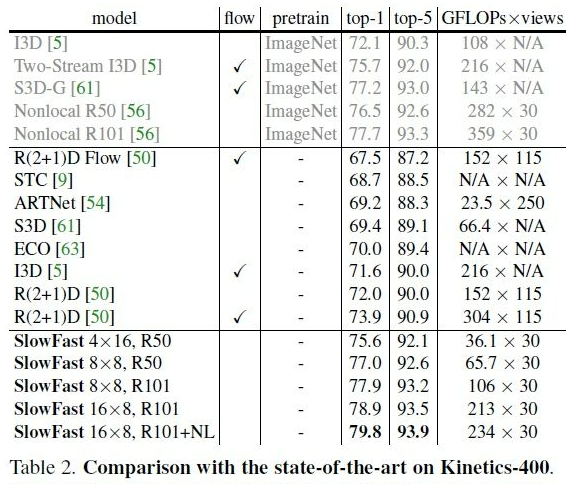 model flow pretrain top-1 top-5 GFLOPs×views
I3D [5] ImageNet 72.1 90.3 108 × N/A
Two-Stream I3D [5] ✓ ImageNet 75.7 92.0 216 × N/A
S3D-G [61] ✓ ImageNet 77.2 93.0 143 × N/A
Nonlocal R50 [56] ImageNet 76.5 92.6 282 × 30
Nonlocal R101 [56] ImageNet 77.7 93.3 359 × 30
R(2+1)D Flow [50] ✓ - 67.5 87.2 152 × 115
STC [9] - 68.7 88.5 N/A × N/A
ARTNet [54] - 69.2 88.3 23.5 × 250
S3D [61] - 69.4 89.1 66.4 × N/A
ECO [63] - 70.0 89.4 N/A × N/A
I3D [5] ✓ - 71.6 90.0 216 × N/A
R(2+1)D [50] - 72.0 90.0 152 × 115
R(2+1)D [50] ✓ - 73.9 90.9 304 × 115
SlowFast 4×16, R50 - 75.6 92.1 36.1 × 30
SlowFast 8×8, R50 - 77.0 92.6 65.7 × 30
SlowFast 8×8, R101 - 77.9 93.2 106 × 30
SlowFast 16×8, R101 - 78.9 93.5 213 × 30
SlowFast 16×8, R101+NL - 79.8 93.9 234 × 30
Table 2. Comparison with the state-of-the-art on Kinetics-400.